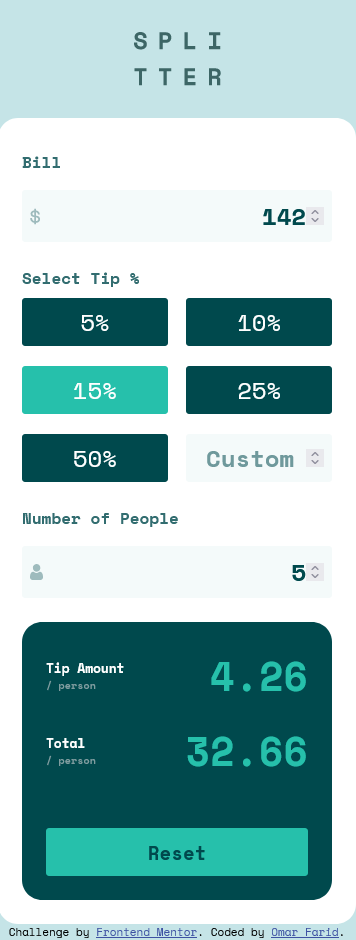 SPLI
TTER
Bill
$ 142
Select Tip %
5% 10%
15% 25%
50% Custom
Number of People
5
Tip Amount
/ person
4.26
Total
/ person
32.66
Reset
Challenge by Frontend Mentor. Coded by Omar Farid.